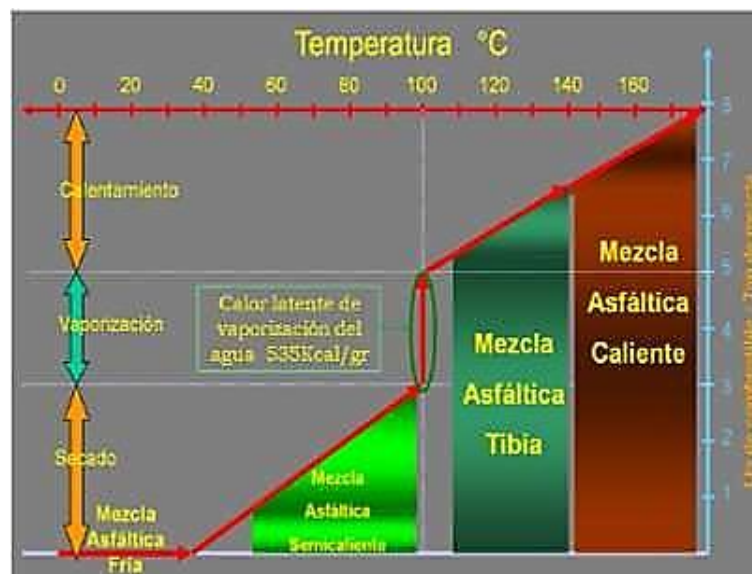 Temperatura °C
0 20 40 60 80 100 120 140 160
Calentamiento
Vaporización
Secado
Calor latente de
vaporización del
agua 535Kcal/gr
Mezcla
Asfáltica
Fría
Mezcla
Asfáltica
Semicaliente
Mezcla
Asfáltica
Tibia
Mezcla
Asfáltica
Caliente
8
7
6
5
4
3
2
1